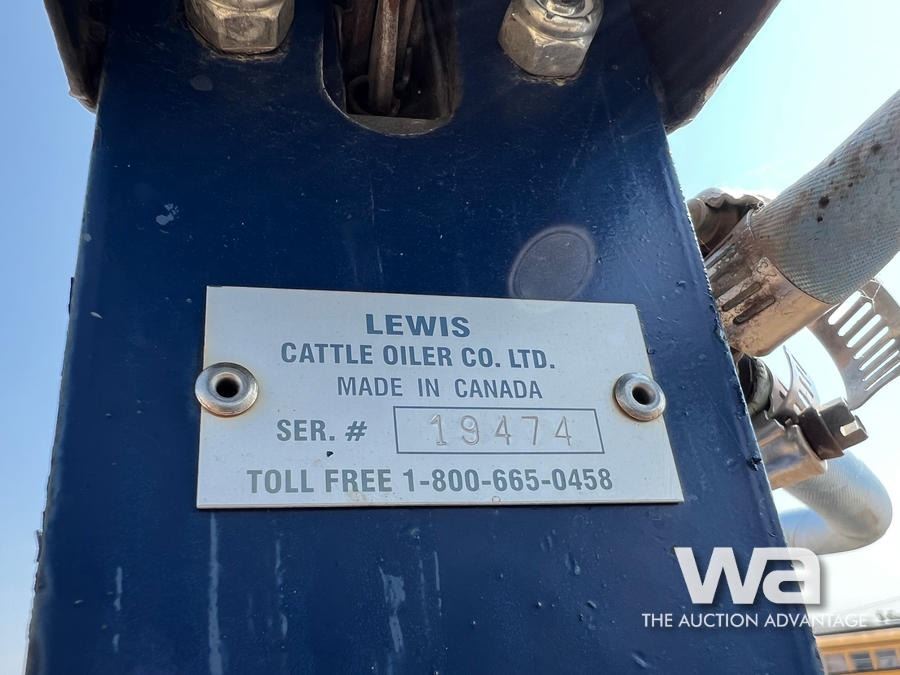 LEWIS
CATTLE OILER CO. LTD.
MADE IN CANADA
SER. # 19474
TOLL FREE 1-800-665-0458
wa
THE AUCTION ADVANTAGE